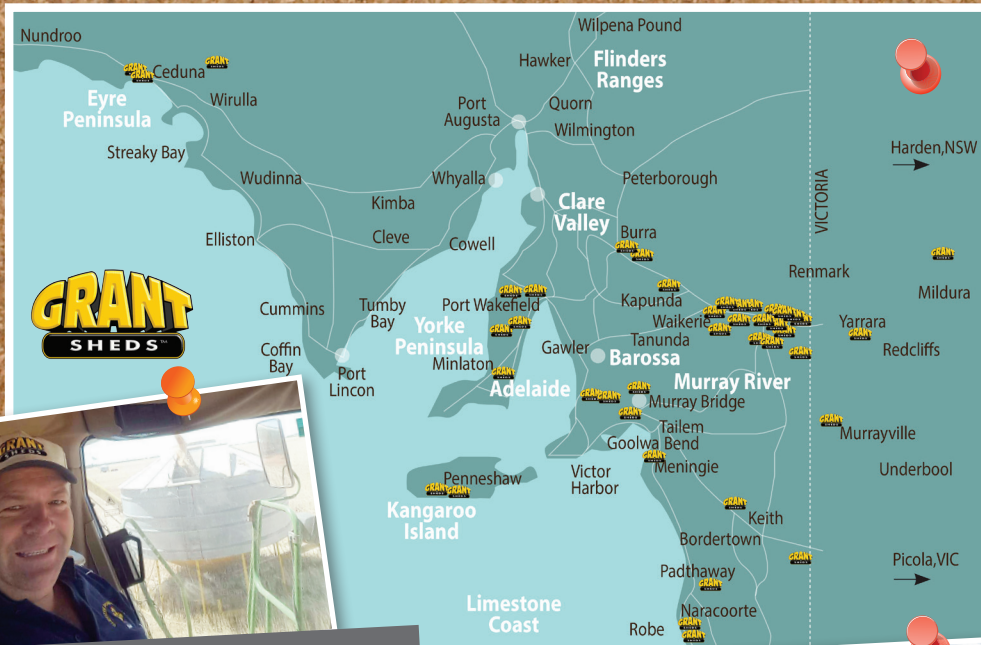 Nundroo
Wilpena Pound
Hawker
Flinders
Ranges
Ceduna
Wirulla
Eyre
Peninsula
Port
Augusta
Quorn
Wilmington
Streaky Bay
Harden,NSW
Wudinna
Whyalla
Peterborough
VICTORIA
Kimba
Clare
Valley
Elliston
Cleve
Cowell
Burra
Renmark
Mildura
GRANT
SHEDS™
Cummins
Tumby
Bay
Port Wakefield
Kapunda
Waikerie
Yarrara
Yorke
Peninsula
Tanunda
Redcliffs
Coffin
Bay
Gawler
Barossa
Port
Lincon
Minlaton
Adelaide
Murray River
Murray Bridge
Tailem
Goolwa Bend
Murrayville
Meningie
Underbool
Victor
Harbor
Penneshaw
Kangaroo
Island
Keith
Bordertown
Padthaway
Picola,VIC
Limestone
Coast
Naracoorte
Robe
GRANT
SHEDS